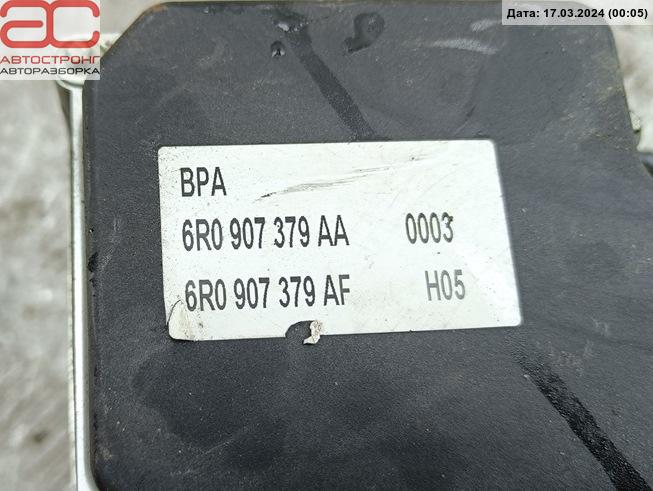 Дата: 17.03.2024 (00:05)
АС
АВТОСТРОНГ
АВТОРАЗБОРКА
BPA
6R0 907 379 AA 0003
6R0 907 379 AF H05